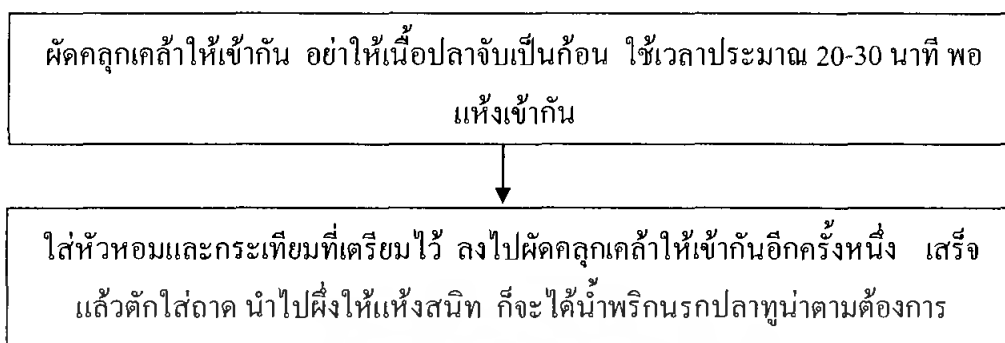 ผัดคลุกเคล้าให้เข้ากัน อย่าให้เนื้อปลาจับเป็นก้อน ใช้เวลาประมาณ 20-30 นาที พอ
แห้งเข้ากัน
ใส่หัวหอมและกระเทียมที่เตรียมไว้ ลงไปผัดคลุกเคล้าให้เข้ากันอีกครั้งหนึ่ง เสร็จ
แล้วตักใส่ถาด นำไปผึ่งให้แห้งสนิท ก็จะได้น้ำพริกนรกปลาทูน่าตามต้องการ